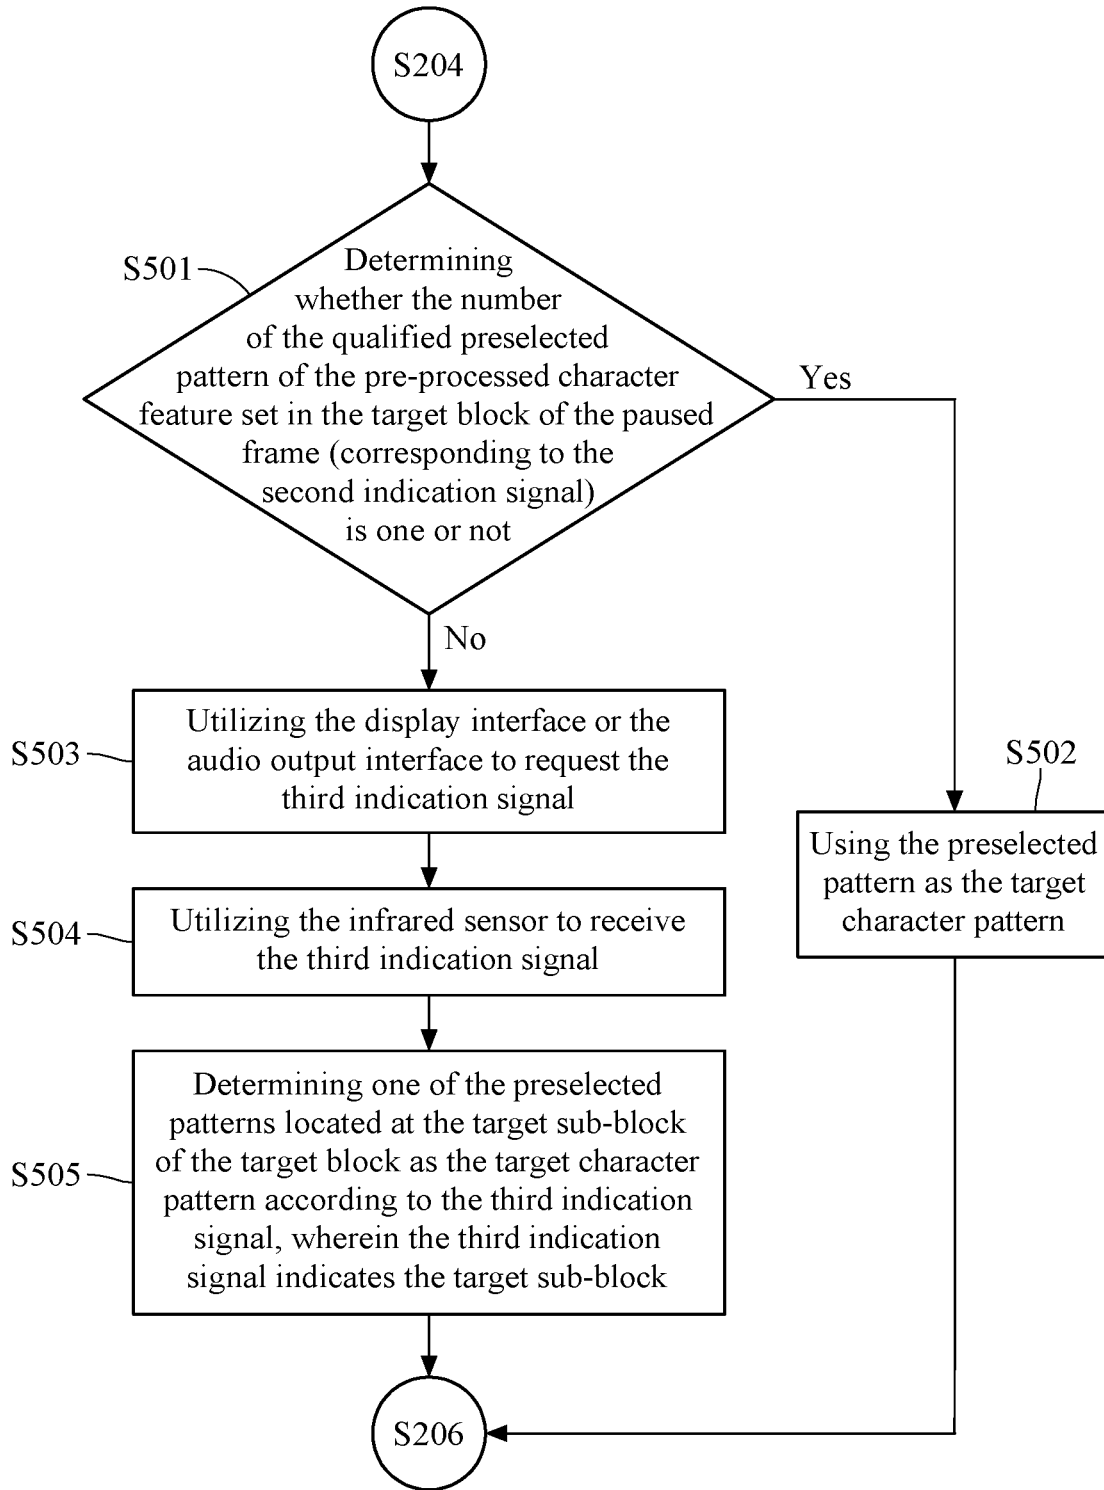 S204
S501
Determining
whether the number
of the qualified preselected
pattern of the pre-processed character
feature set in the target block of the paused
frame (corresponding to the
second indication signal)
is one or not
Yes
No
S503
Utilizing the display interface or the
audio output interface to request the
third indication signal
S502
Using the preselected
pattern as the target
character pattern
S504
Utilizing the infrared sensor to receive
the third indication signal
S505
Determining one of the preselected
patterns located at the target sub-block
of the target block as the target character
pattern according to the third indication
signal, wherein the third indication
signal indicates the target sub-block
S206